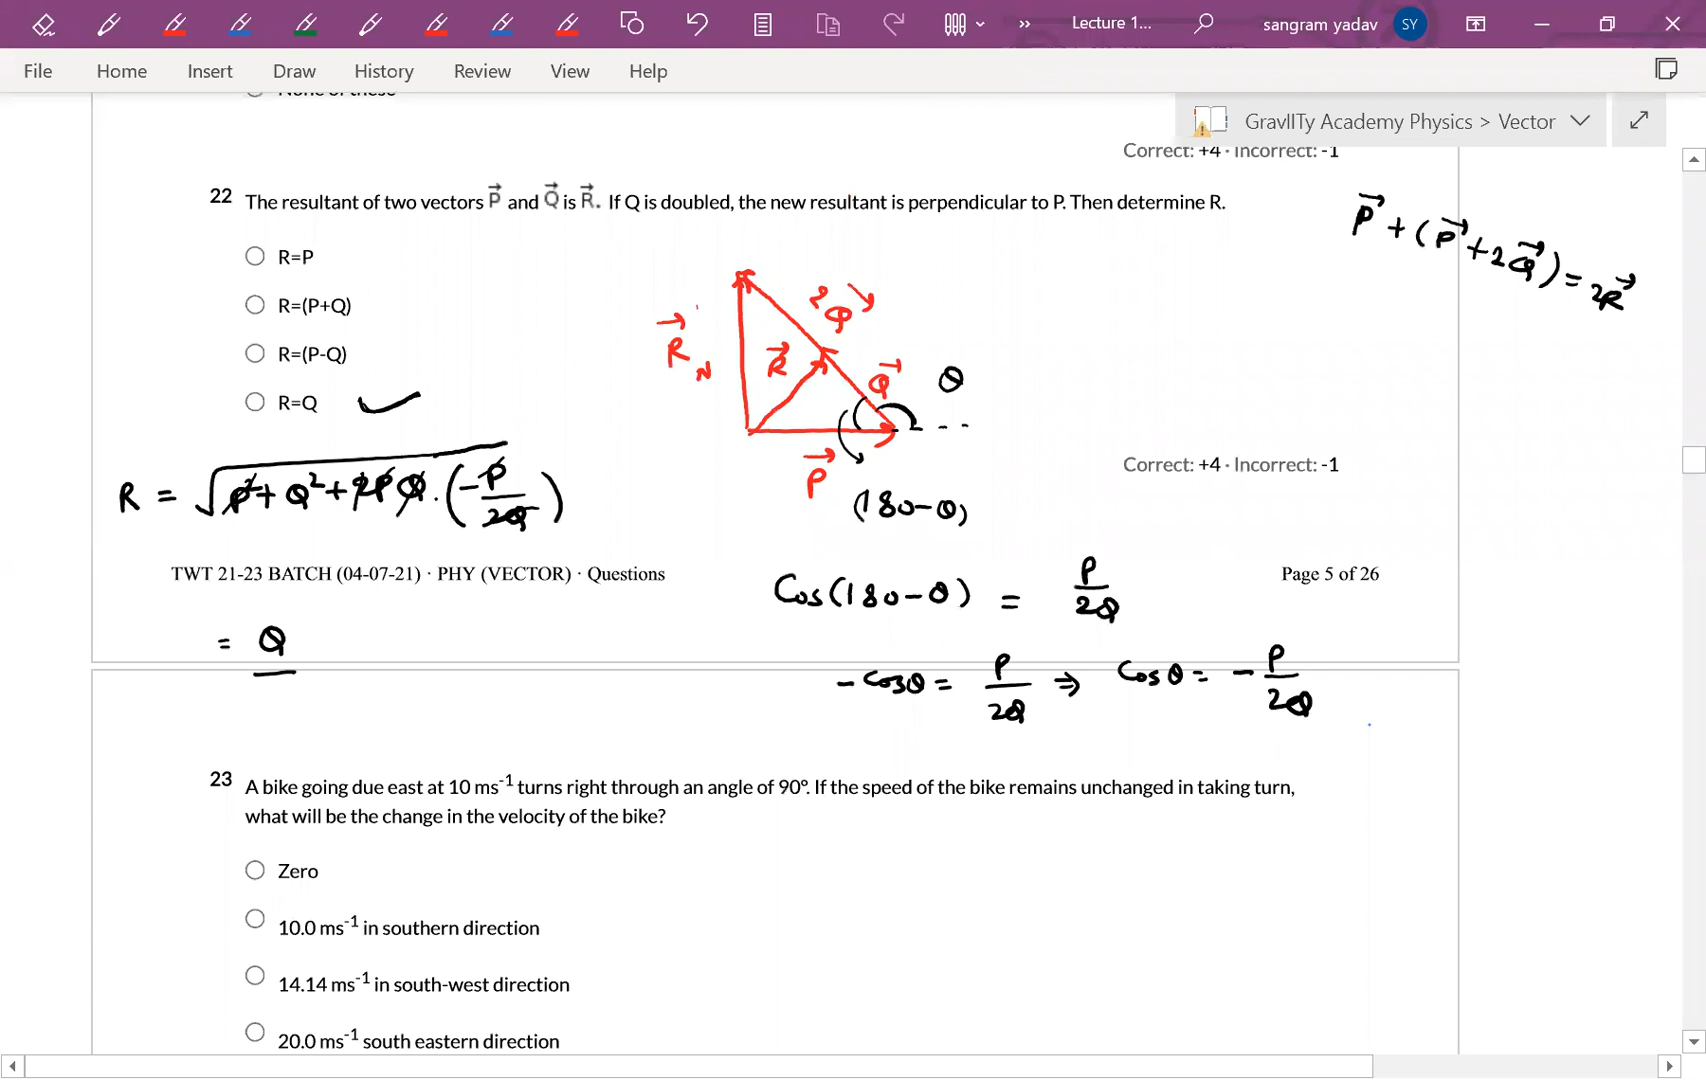 Lecture 1...
sangram yadav
SY
File Home Insert Draw History Review View Help
None of these
GravIITy Academy Physics > Vector
Correct: +4 · Incorrect: -1
22 The resultant of two vectors P⃗ and Q⃗ is R⃗. If Q is doubled, the new resultant is perpendicular to P. Then determine R.
P⃗ + (P⃗ + 2Q⃗) = 2R⃗
R=P
R=(P+Q)
R=(P-Q)
R=Q
2Q⃗
R⃗N
R⃗
Q⃗
θ
P⃗
(180-θ)
Correct: +4 · Incorrect: -1
R = √(P² + Q² + 2PQ · (-P/2Q))
TWT 21-23 BATCH (04-07-21) · PHY (VECTOR) · Questions
Page 5 of 26
Cos(180-θ) = P/2Q
= Q
-Cosθ = P/2Q ⇒ Cosθ = -P/2Q
23 A bike going due east at 10 ms⁻¹ turns right through an angle of 90º. If the speed of the bike remains unchanged in taking turn,
what will be the change in the velocity of the bike?
Zero
10.0 ms⁻¹ in southern direction
14.14 ms⁻¹ in south-west direction
20.0 ms⁻¹ south eastern direction